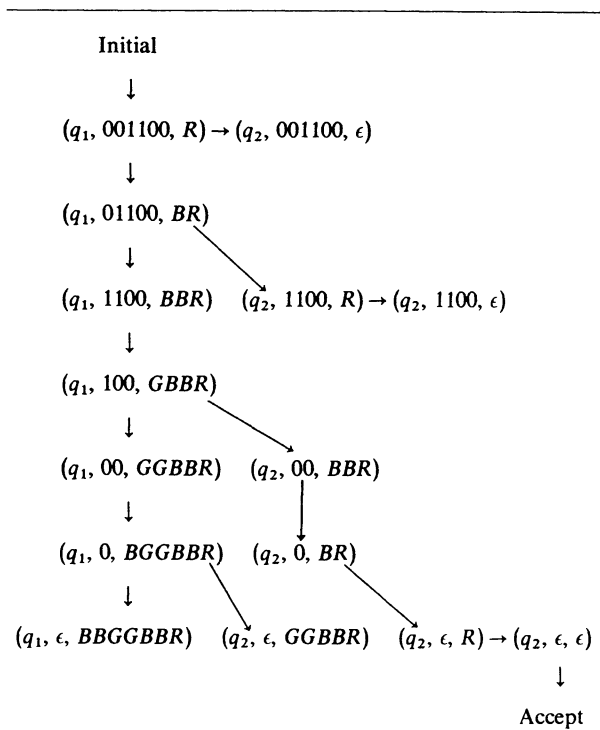 Initial
↓
(q₁, 001100, R) → (q₂, 001100, ϵ)
↓
(q₁, 01100, BR)
↓
(q₁, 1100, BBR) (q₂, 1100, R) → (q₂, 1100, ϵ)
↓
(q₁, 100, GBBR)
↓
(q₁, 00, GGBBR) (q₂, 00, BBR)
↓ ↓
(q₁, 0, BGGBBR) (q₂, 0, BR)
↓
(q₁, ϵ, BBGGBBR) (q₂, ϵ, GGBBR) (q₂, ϵ, R) → (q₂, ϵ, ϵ)
↓
Accept